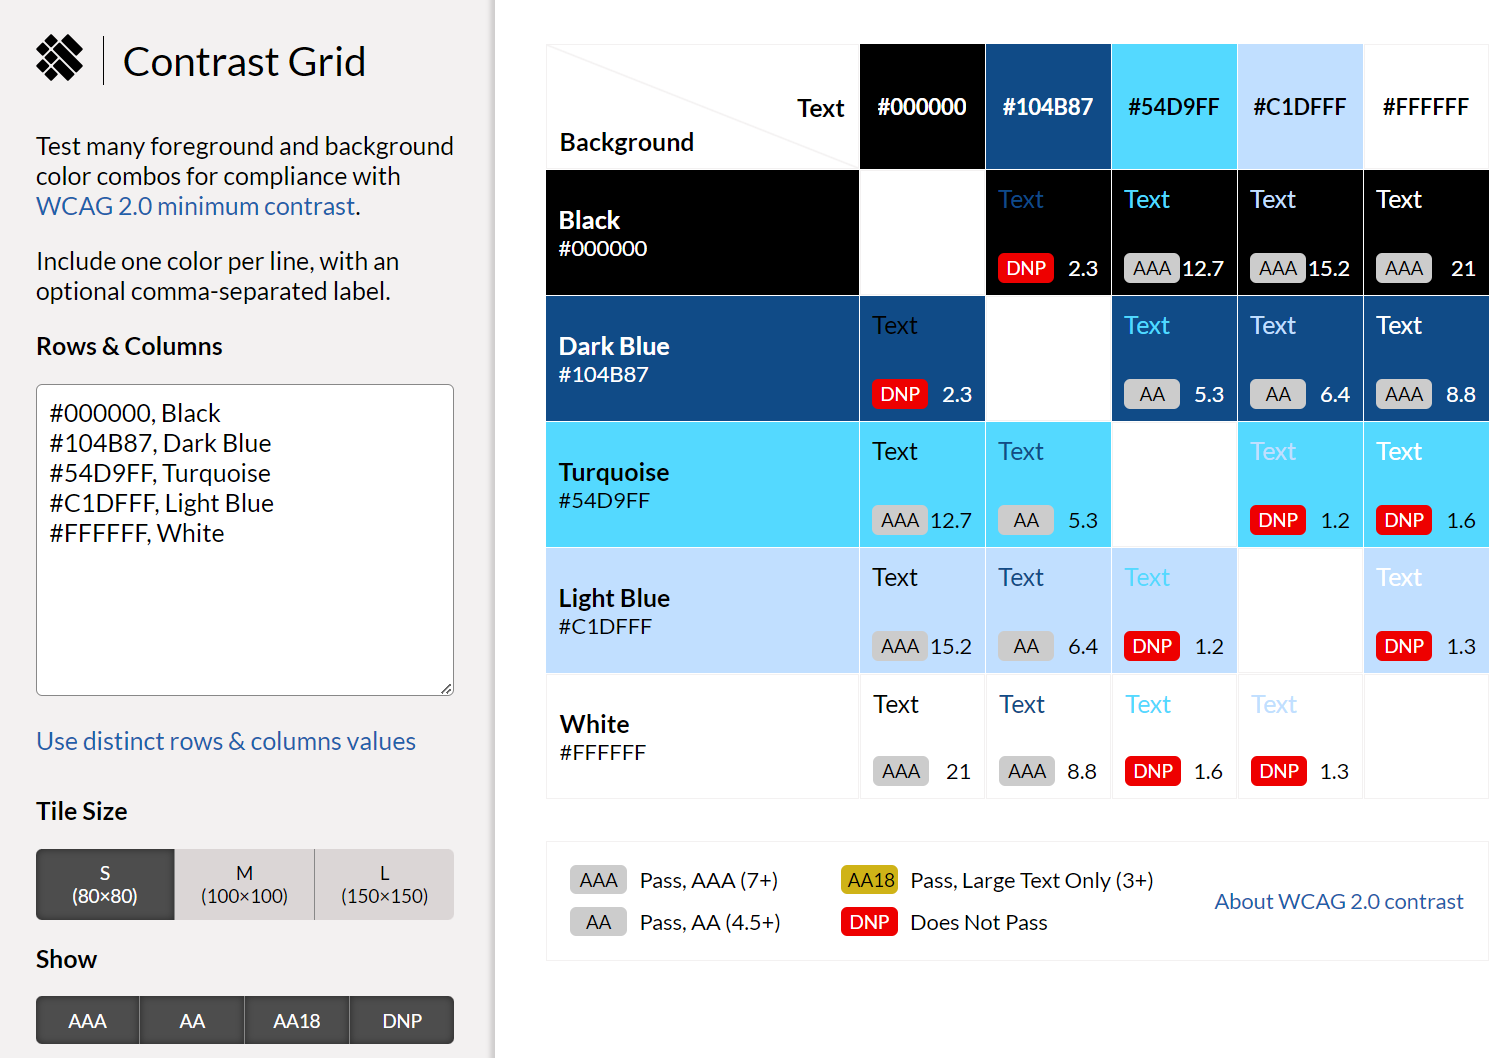 Contrast Grid
Test many foreground and background
color combos for compliance with
WCAG 2.0 minimum contrast.
Include one color per line, with an
optional comma-separated label.
Rows & Columns
#000000, Black
#104B87, Dark Blue
#54D9FF, Turquoise
#C1DFFF, Light Blue
#FFFFFF, White
Use distinct rows & columns values
Tile Size
S
(80×80)
M
(100×100)
L
(150×150)
Show
AAA
AA
AA18
DNP
Text
Background
#000000
#104B87
#54D9FF
#C1DFFF
#FFFFFF
Black
#000000
Text
DNP 2.3
Text
AAA 12.7
Text
AAA 15.2
Text
AAA 21
Dark Blue
#104B87
Text
DNP 2.3
Text
AA 5.3
Text
AA 6.4
Text
AAA 8.8
Turquoise
#54D9FF
Text
AAA 12.7
Text
AA 5.3
Text
DNP 1.2
Text
DNP 1.6
Light Blue
#C1DFFF
Text
AAA 15.2
Text
AA 6.4
Text
DNP 1.2
Text
DNP 1.3
White
#FFFFFF
Text
AAA 21
Text
AAA 8.8
Text
DNP 1.6
Text
DNP 1.3
AAA Pass, AAA (7+)
AA Pass, AA (4.5+)
AA18 Pass, Large Text Only (3+)
DNP Does Not Pass
About WCAG 2.0 contrast